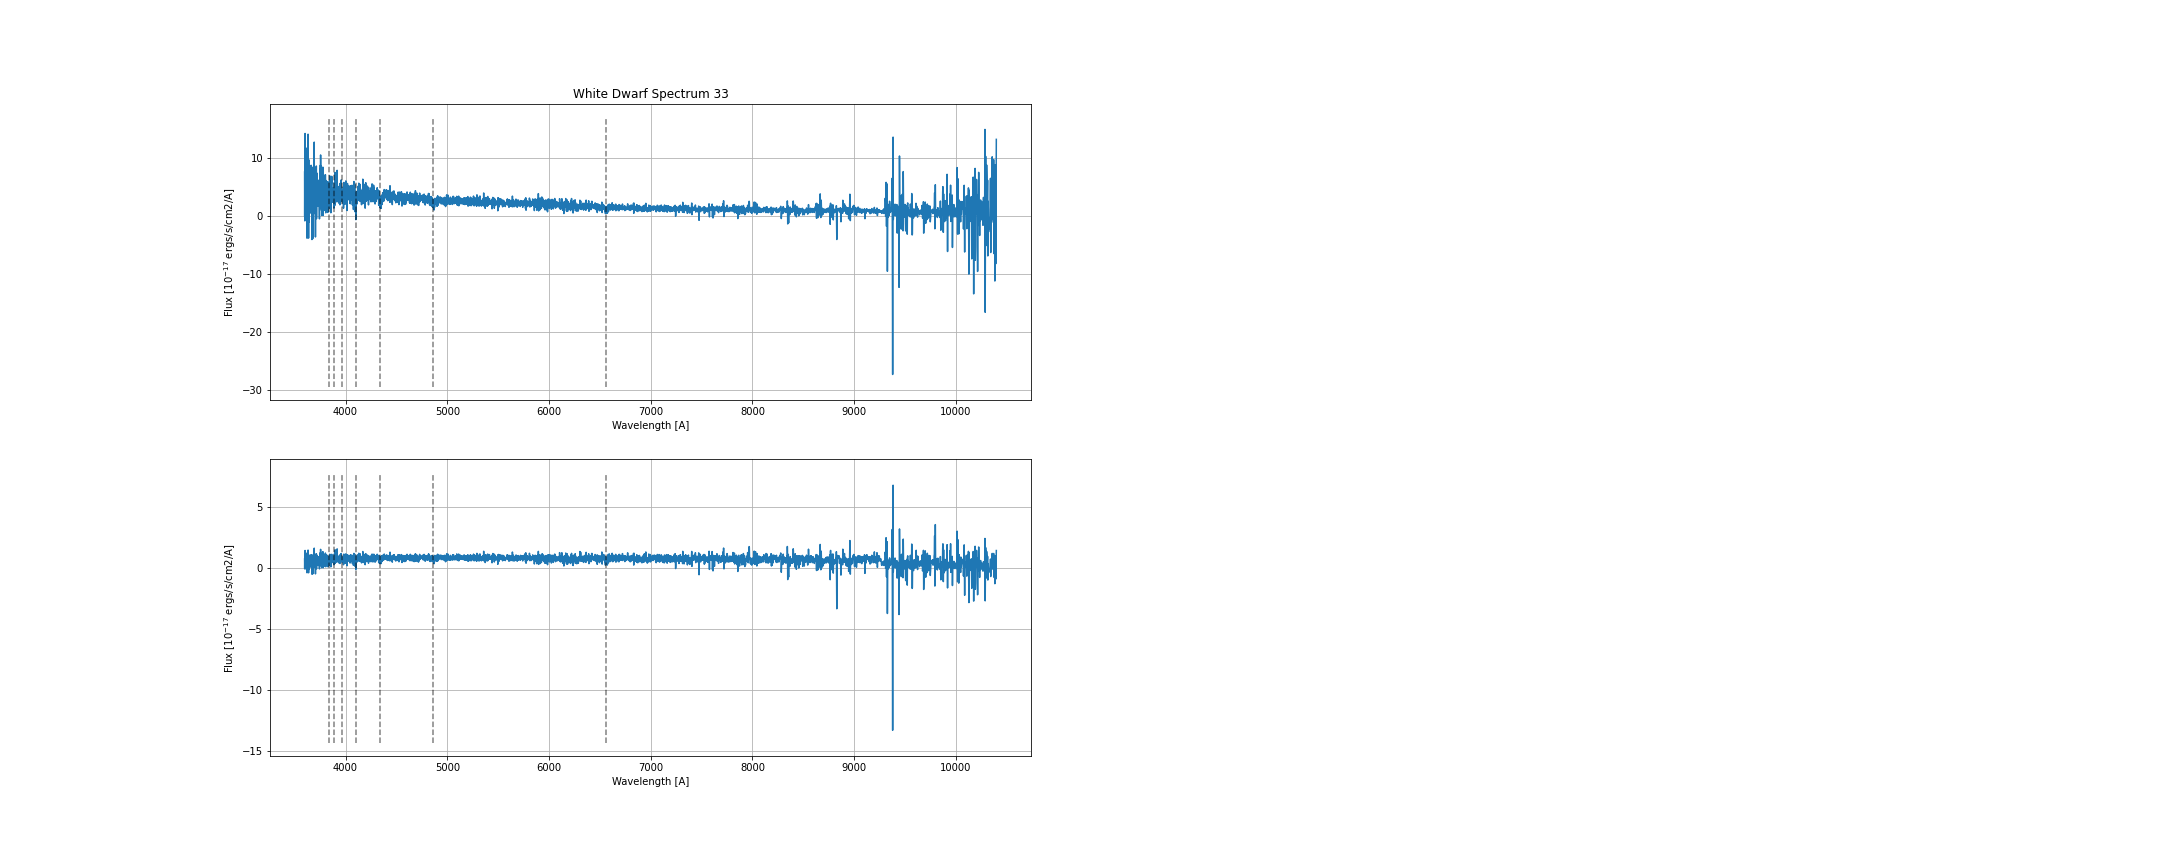 White Dwarf Spectrum 33
10
0
−10
−20
−30
Flux [10⁻¹⁷ ergs/s/cm2/A]
4000 5000 6000 7000 8000 9000 10000
Wavelength [A]
5
0
−5
−10
−15
Flux [10⁻¹⁷ ergs/s/cm2/A]
4000 5000 6000 7000 8000 9000 10000
Wavelength [A]